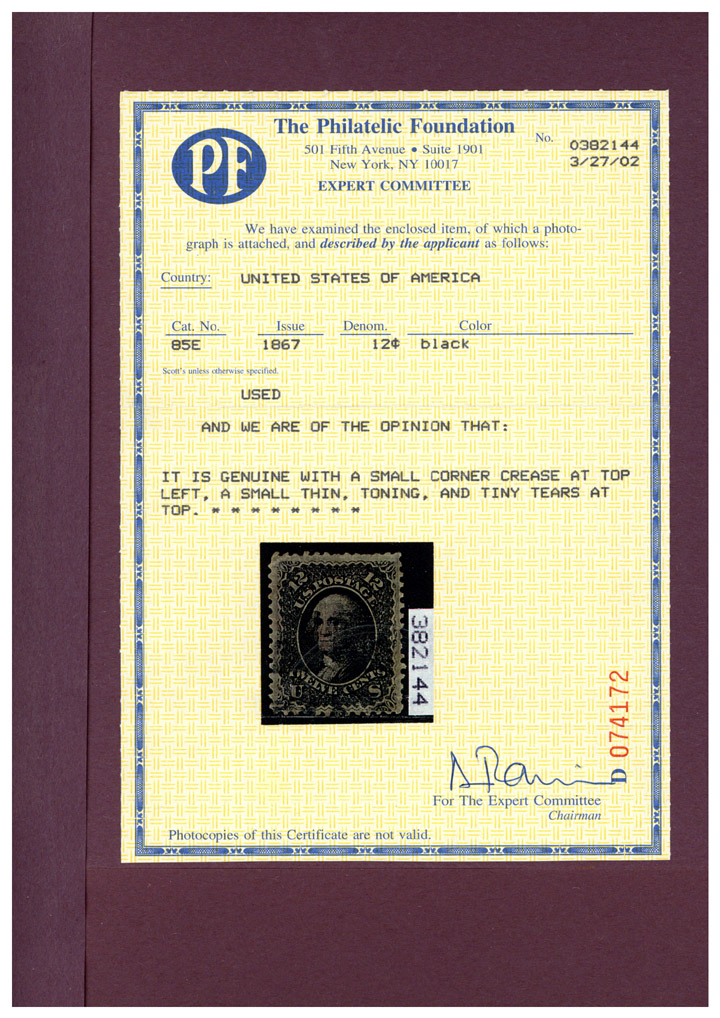 PF
The Philatelic Foundation
501 Fifth Avenue • Suite 1901
New York, NY 10017
EXPERT COMMITTEE
No. 0382144
3/27/02
We have examined the enclosed item, of which a photo-
graph is attached, and described by the applicant as follows:
Country: UNITED STATES OF AMERICA
Cat. No. Issue Denom. Color
85E 1867 12¢ black
Scott's unless otherwise specified.
USED
AND WE ARE OF THE OPINION THAT:
IT IS GENUINE WITH A SMALL CORNER CREASE AT TOP
LEFT, A SMALL THIN, TONING, AND TINY TEARS AT
TOP. * * * * * * * *
12 12
U.S. POSTAGE
TWELVE CENTS
U S
382144
D 074172
For The Expert Committee
Chairman
Photocopies of this Certificate are not valid.